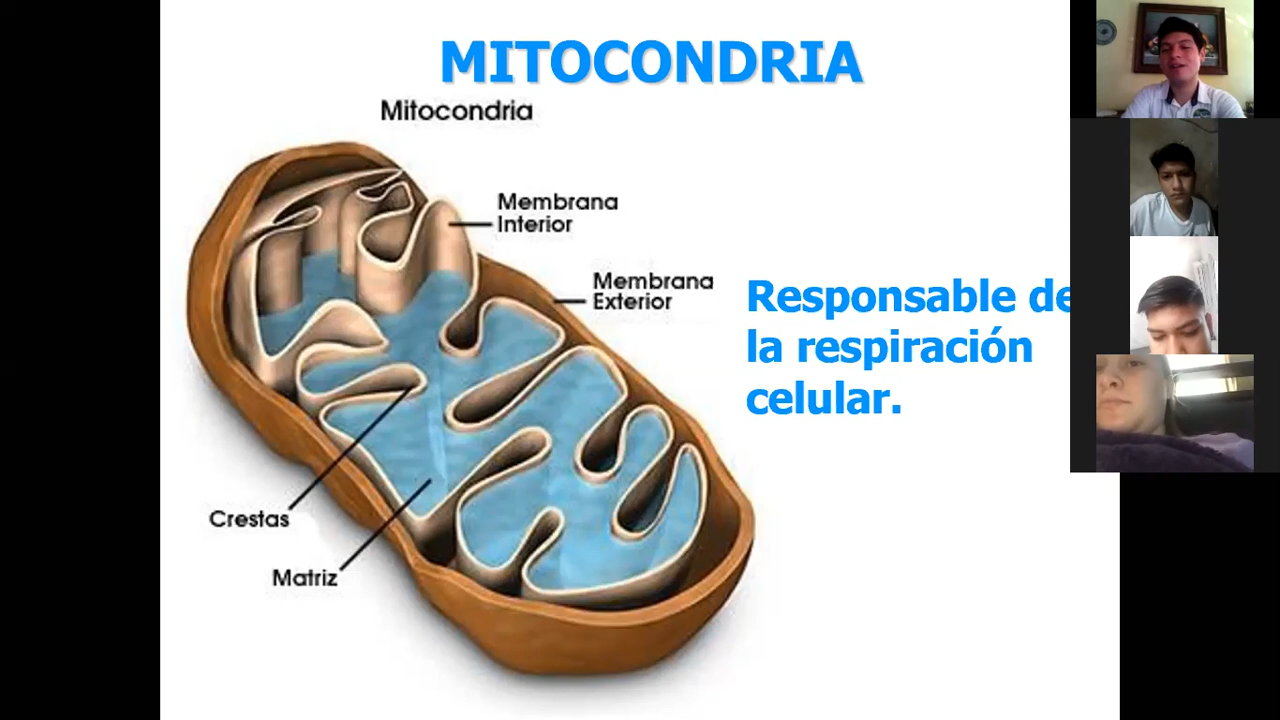 MITOCONDRIA
Mitocondria
Membrana
Interior
Membrana
Exterior
Responsable de
la respiración
celular.
Crestas
Matriz